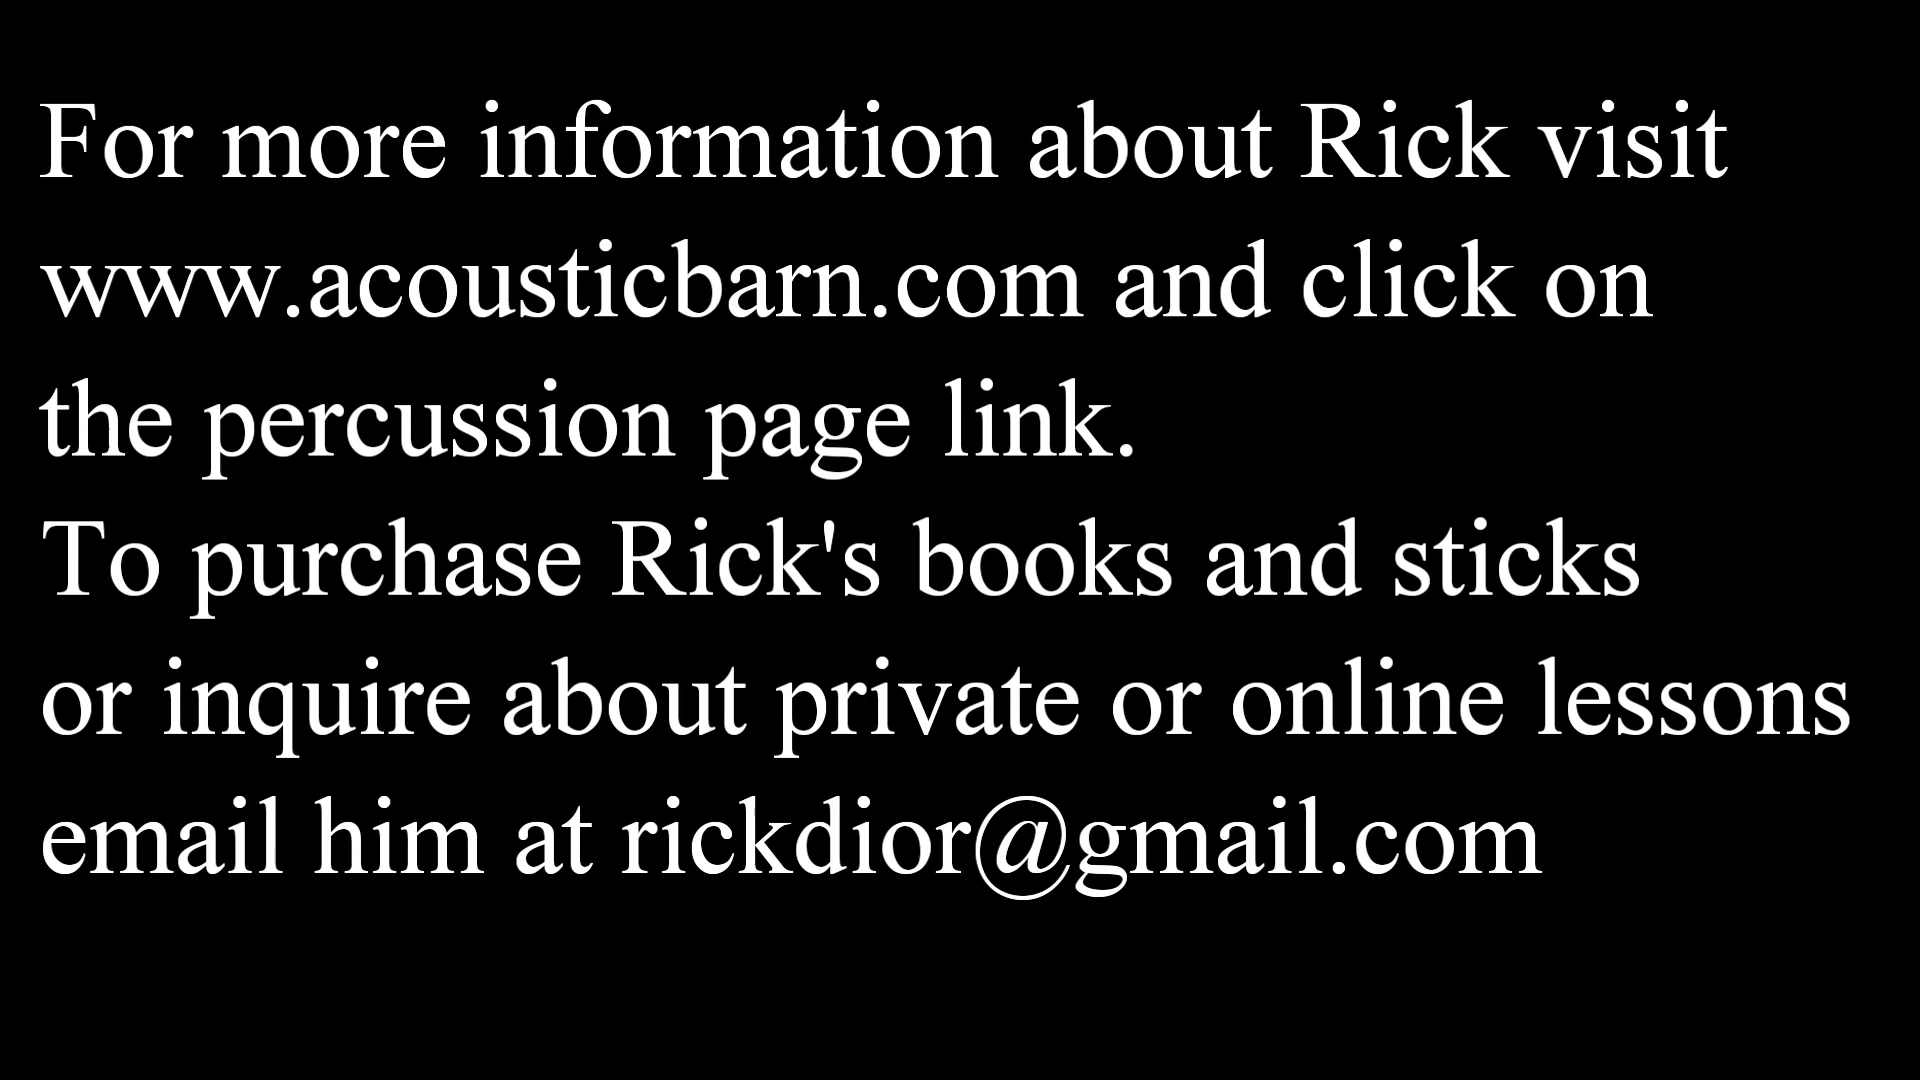 For more information about Rick visit
www.acousticbarn.com and click on
the percussion page link.
To purchase Rick's books and sticks
or inquire about private or online lessons
email him at rickdior@gmail.com